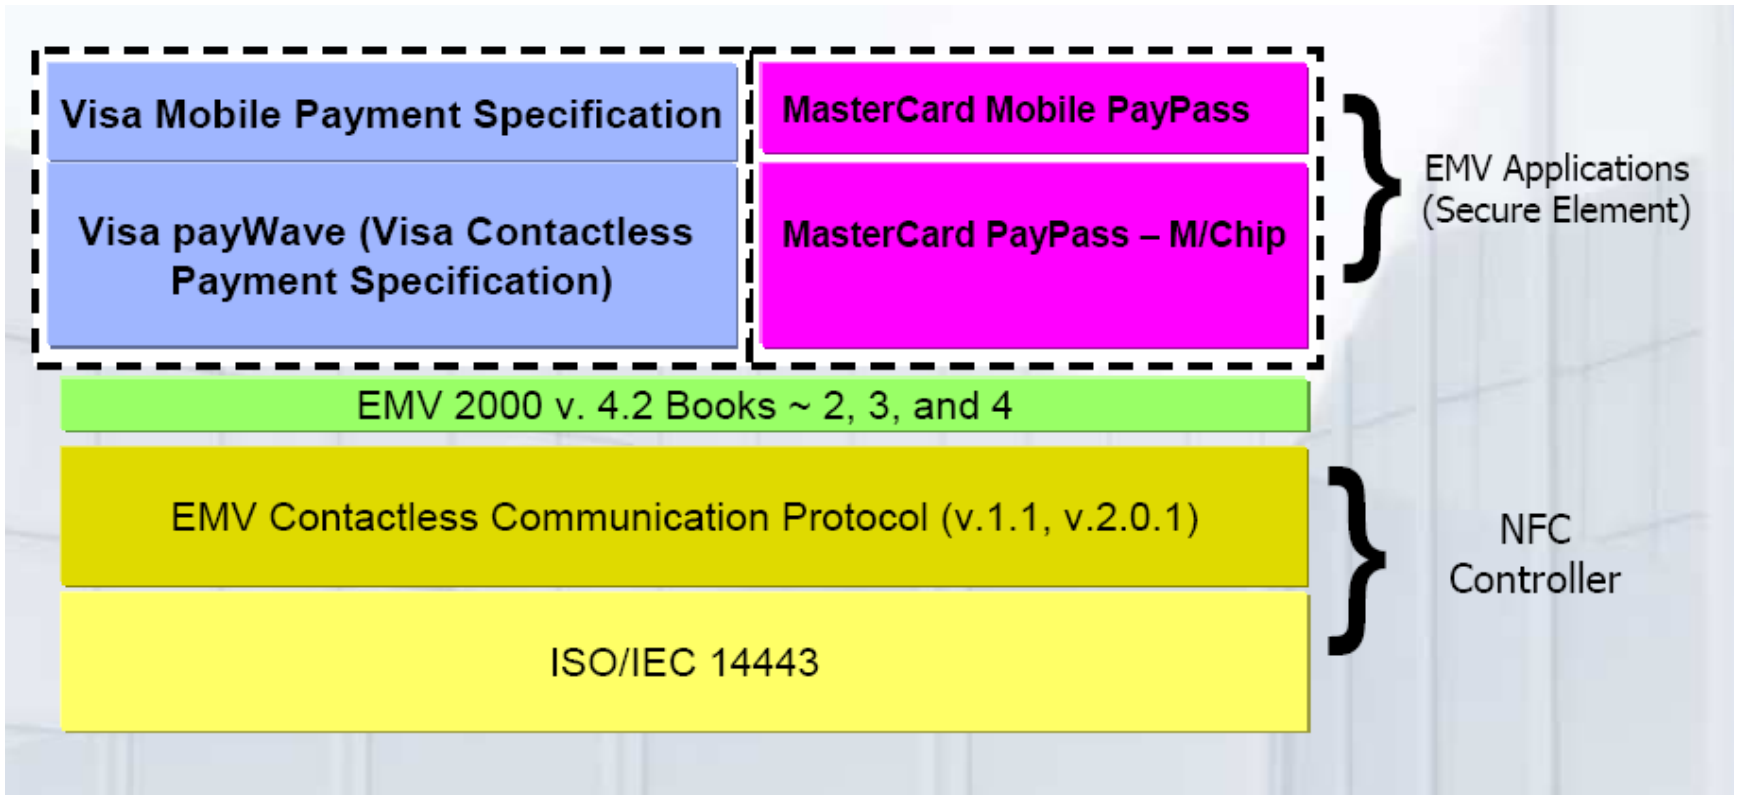 Visa Mobile Payment Specification
MasterCard Mobile PayPass
Visa payWave (Visa Contactless
Payment Specification)
MasterCard PayPass – M/Chip
EMV Applications
(Secure Element)
EMV 2000 v. 4.2 Books ~ 2, 3, and 4
EMV Contactless Communication Protocol (v.1.1, v.2.0.1)
ISO/IEC 14443
NFC
Controller